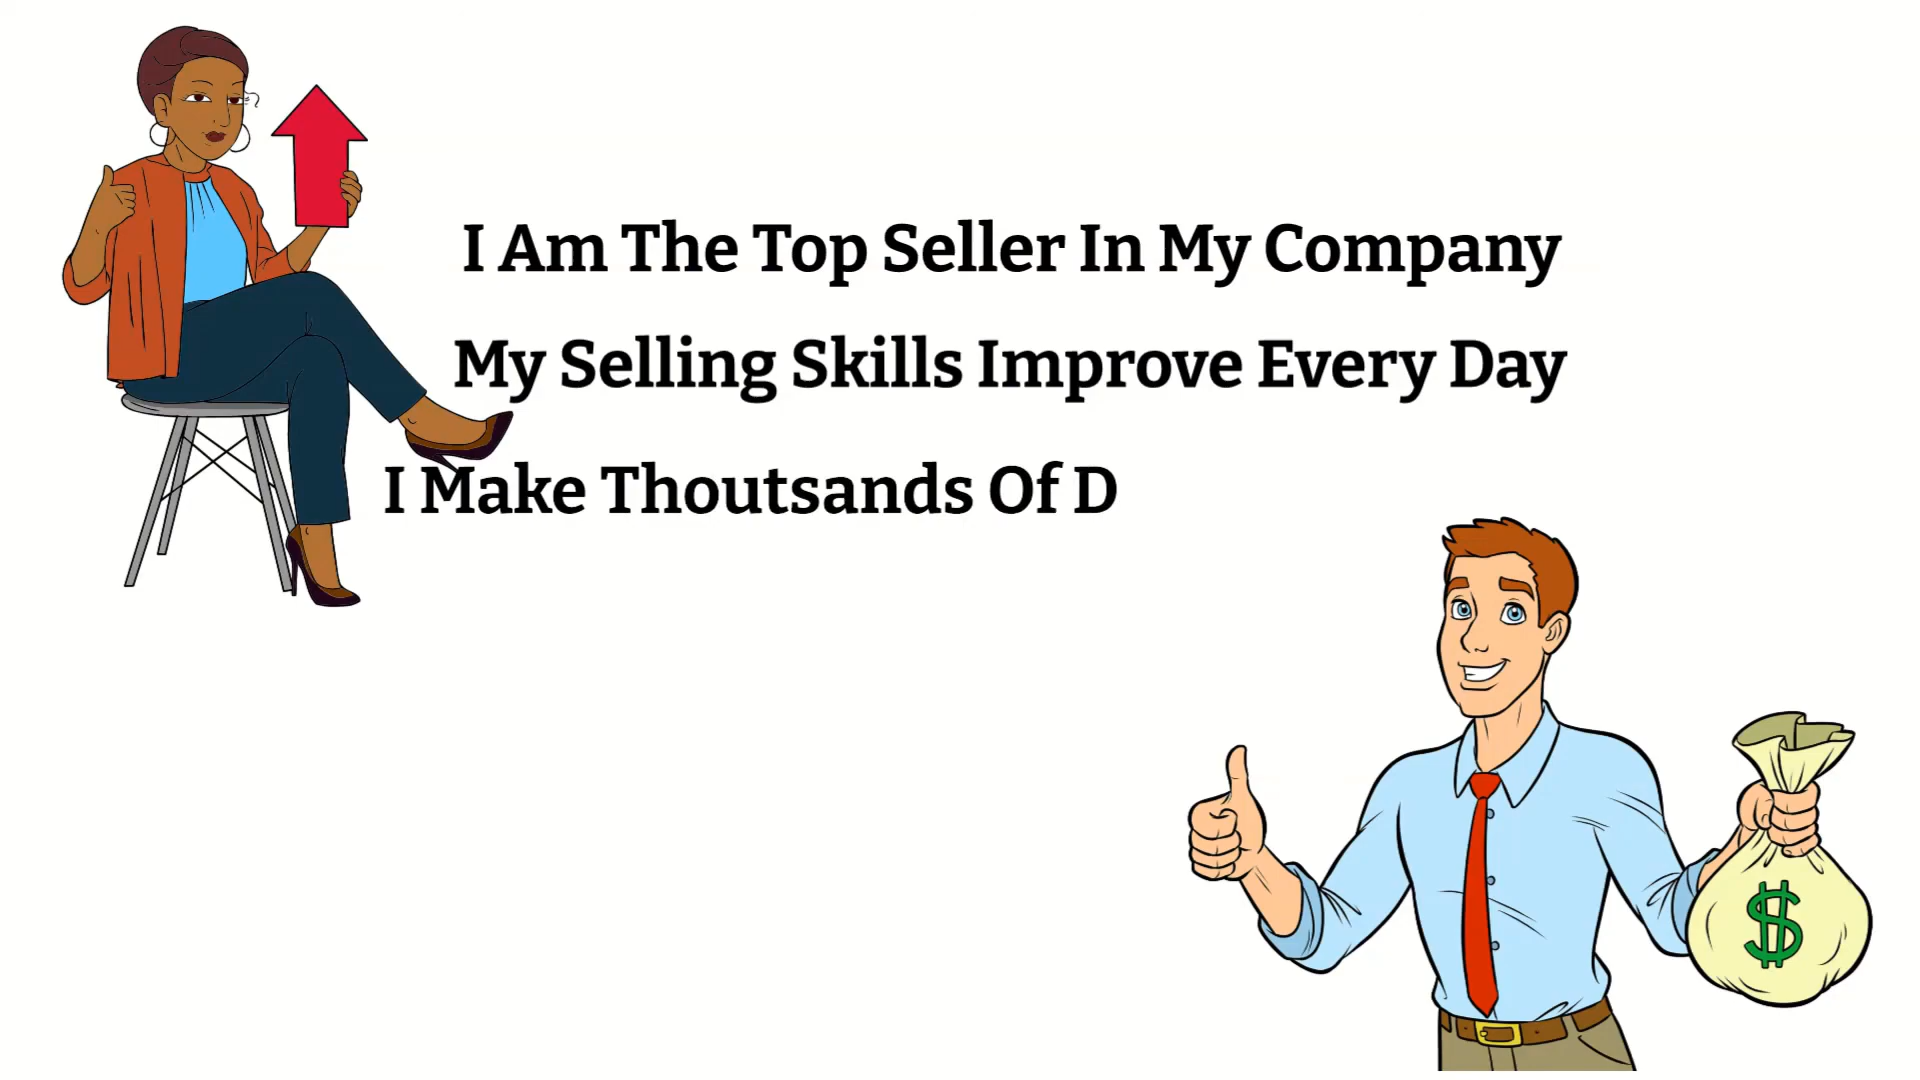 I Am The Top Seller In My Company
My Selling Skills Improve Every Day
I Make Thoutsands Of D
$